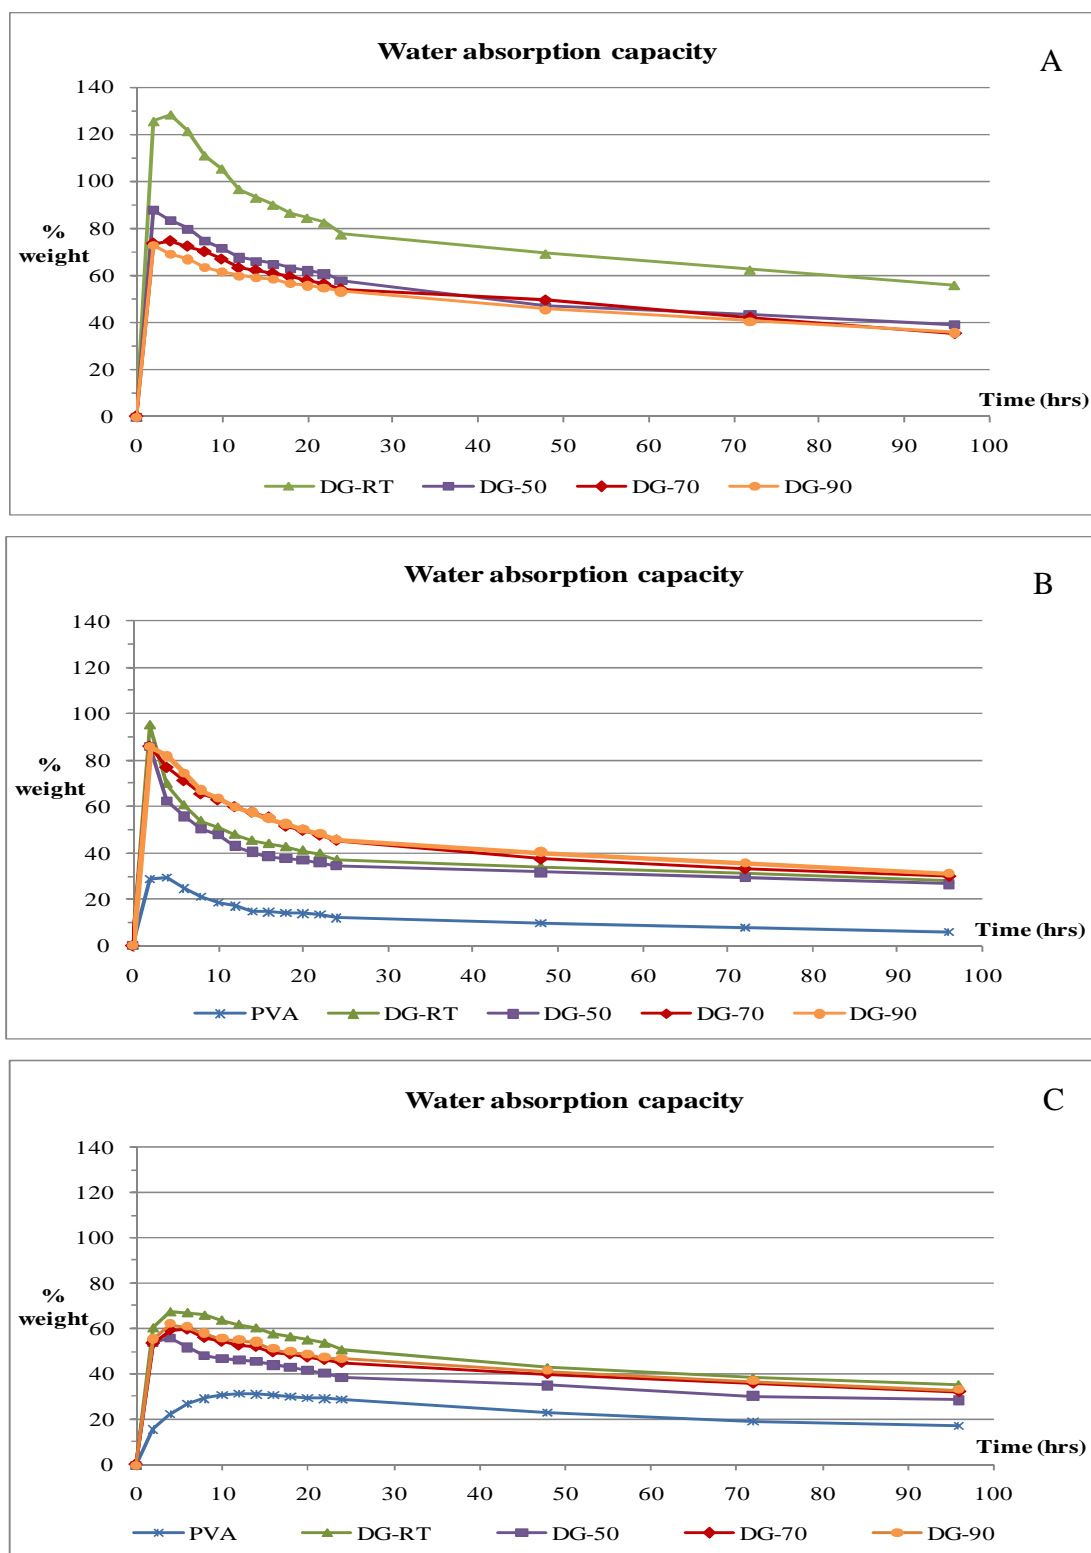 Water absorption capacity
A
140
120
100
80
% weight
60
40
20
0
Time (hrs)
0 10 20 30 40 50 60 70 80 90 100
DG-RT DG-50 DG-70 DG-90
Water absorption capacity
B
140
120
100
80
% weight
60
40
20
0
Time (hrs)
0 10 20 30 40 50 60 70 80 90 100
PVA DG-RT DG-50 DG-70 DG-90
Water absorption capacity
C
140
120
100
80
% weight
60
40
20
0
Time (hrs)
0 10 20 30 40 50 60 70 80 90 100
PVA DG-RT DG-50 DG-70 DG-90